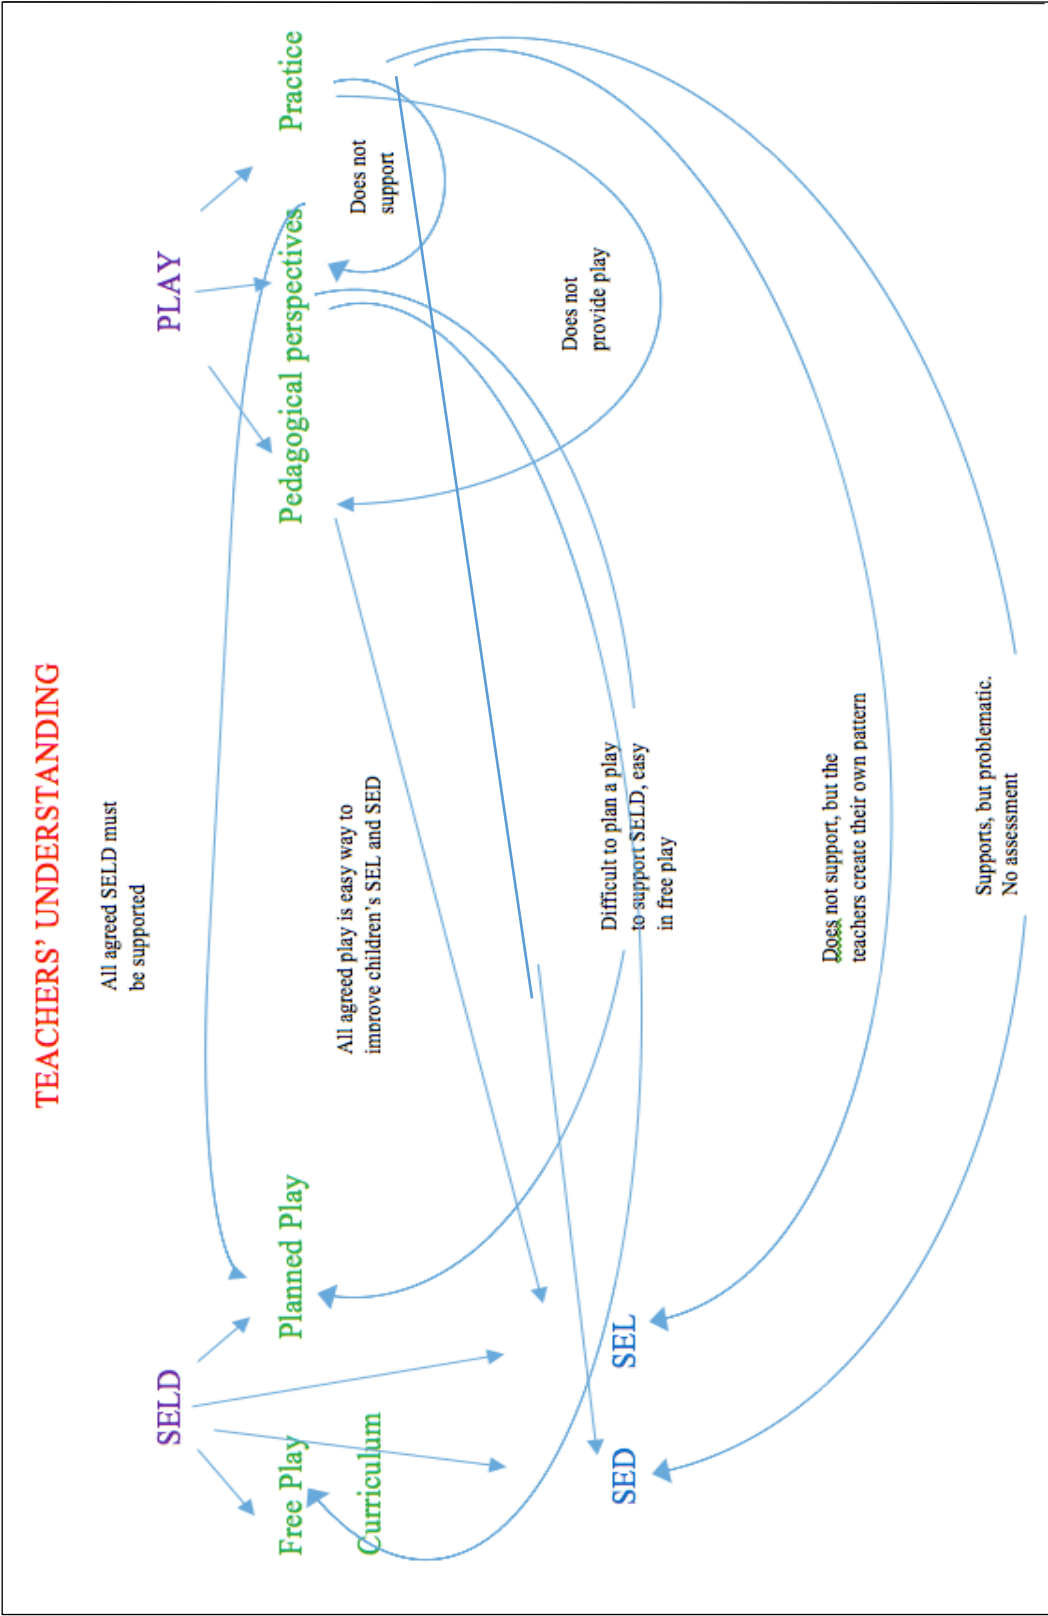 TEACHERS' UNDERSTANDING
All agreed SELD must
be supported
SELD
PLAY
Free Play
Planned Play
Pedagogical perspectives
Practice
Curriculum
All agreed play is easy way to
improve children's SEL and SED
Does not
support
Does not
provide play
SED
SEL
Difficult to plan a play
to support SELD, easy
in free play
Does not support, but the
teachers create their own pattern
Supports, but problematic.
No assessment